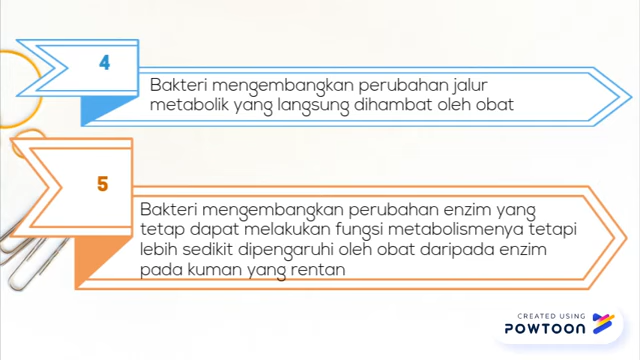 4
Bakteri mengembangkan perubahan jalur
metabolik yang langsung dihambat oleh obat
5
Bakteri mengembangkan perubahan enzim yang
tetap dapat melakukan fungsi metabolismenya tetapi
lebih sedikit dipengaruhi oleh obat daripada enzim
pada kuman yang rentan
CREATED USING
POWTOON